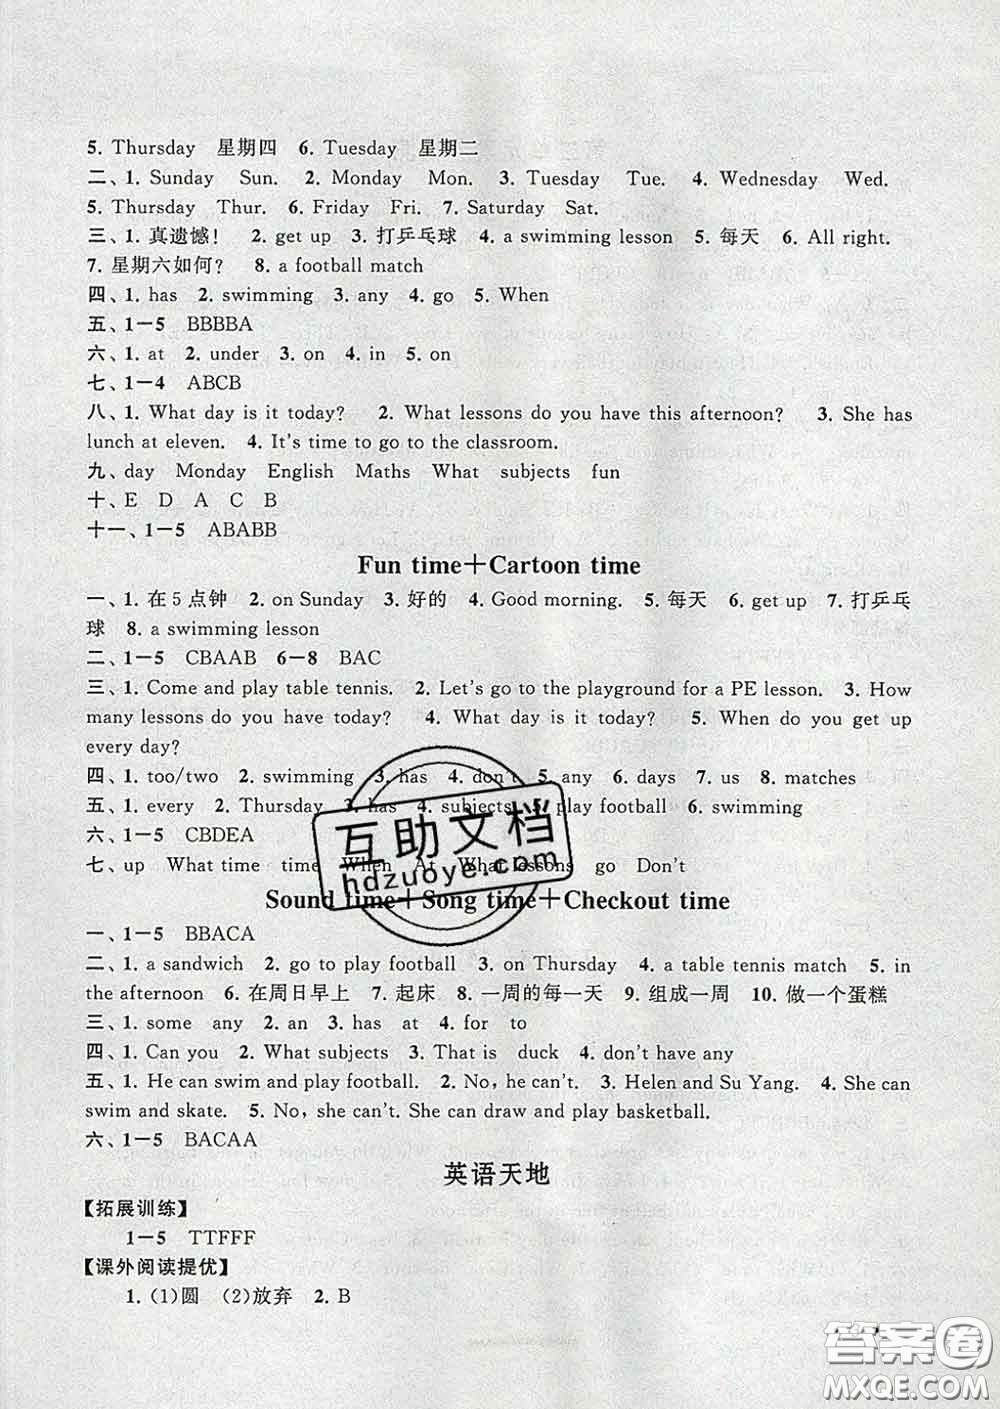 5. Thursday 星期四 6. Tuesday 星期二
二、1. Sunday Sun. 2. Monday Mon. 3. Tuesday Tue. 4. Wednesday Wed.
5. Thursday Thur. 6. Friday Fri. 7. Saturday Sat.
三、1. 真遗憾! 2. get up 3. 打乒乓球 4. a swimming lesson 5. 每天 6. All right.
7. 星期六如何? 8. a football match
四、1. has 2. swimming 3. any 4. go 5. When
五、1－5 BBBBA
六、1. at 2. under 3. on 4. in 5. on
七、1－4 ABCB
八、1. What day is it today? 2. What lessons do you have this afternoon? 3. She has
lunch at eleven. 4. It's time to go to the classroom.
九、day Monday English Maths What subjects fun
十、E D A C B
十一、1－5 ABABB
Fun time＋Cartoon time
一、1. 在 5 点钟 2. on Sunday 3. 好的 4. Good morning. 5. 每天 6. get up 7. 打乒乓
球 8. a swimming lesson
二、1－5 CBAAB 6－8 BAC
三、1. Come and play table tennis. 2. Let's go to the playground for a PE lesson. 3. How
many lessons do you have today? 4. What day is it today? 5. When do you get up
every day?
四、1. too/two 2. swimming 3. has 4. don't 5. any 6. days 7. us 8. matches
五、1. every 2. Thursday 3. has 4. subjects 5. play football 6. swimming
六、1－5 CBDEA
七、up What time time When At What lessons go Don't
互助文档
hdzuoye.com
Sound time＋Song time＋Checkout time
一、1－5 BBACA
二、1. a sandwich 2. go to play football 3. on Thursday 4. a table tennis match 5. in
the afternoon 6. 在周日早上 7. 起床 8. 一周的每一天 9. 组成一周 10. 做一个蛋糕
三、1. some any 2. an 3. has at 4. for to
四、1. Can you 2. What subjects 3. That is duck 4. don't have any
五、1. He can swim and play football. 2. No, he can't. 3. Helen and Su Yang. 4. She can
swim and skate. 5. No, she can't. She can draw and play basketball.
六、1－5 BACAA
英语天地
【拓展训练】
1－5 TTFFF
【课外阅读提优】
1. (1)圆 (2)放弃 2. B
答案圈
MXQE.COM